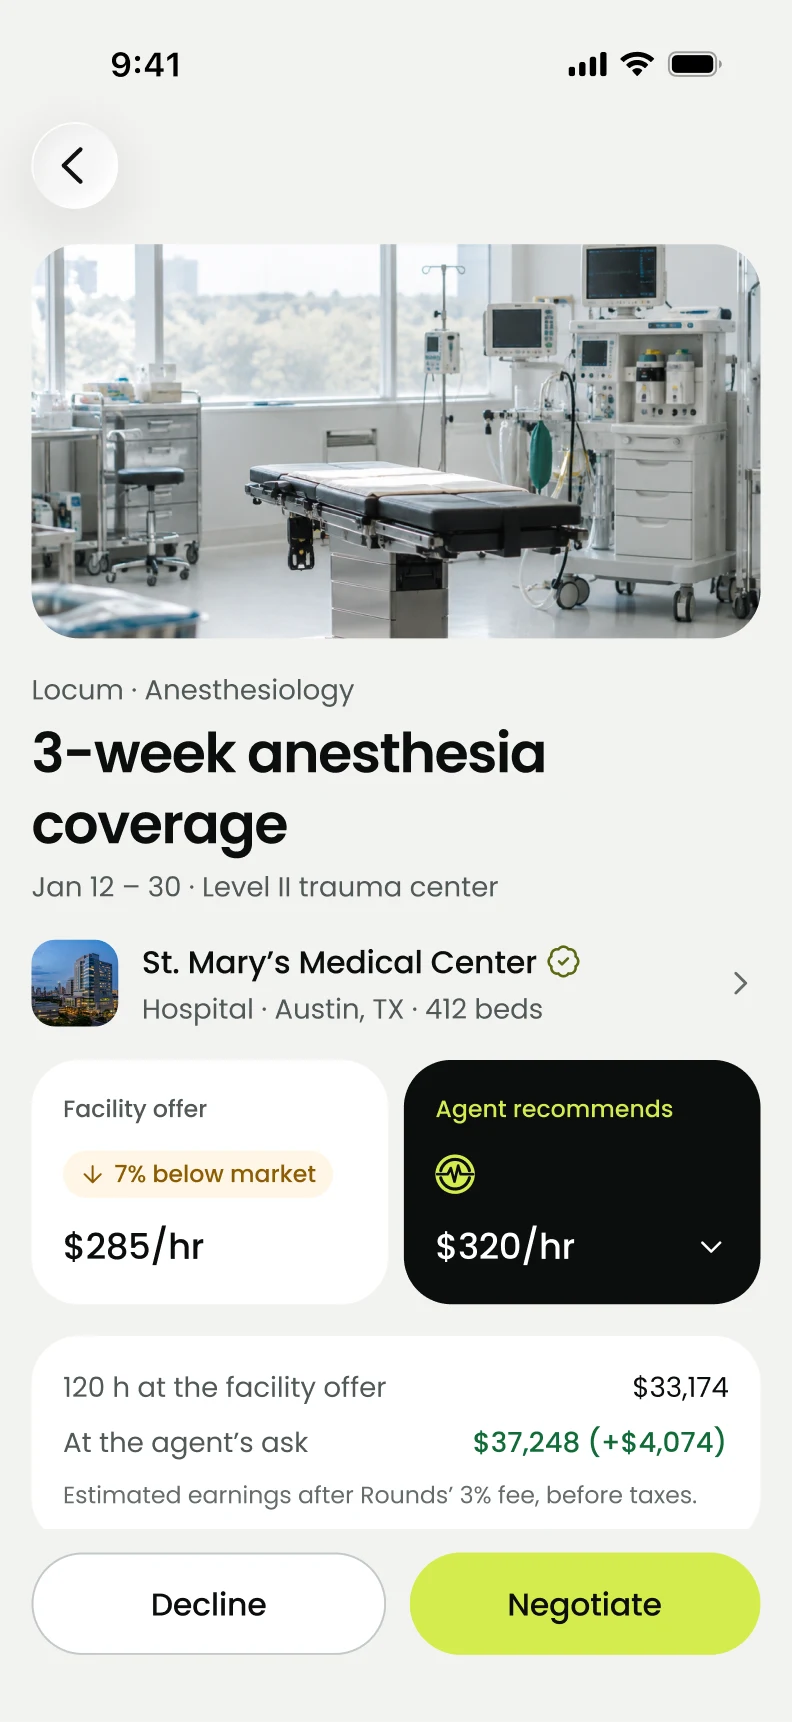 9:41
Locum · Anesthesiology
3-week anesthesia
coverage
Jan 12 – 30 · Level II trauma center
St. Mary’s Medical Center
Hospital · Austin, TX · 412 beds
Facility offer
↓ 7% below market
$285/hr
Agent recommends
$320/hr
120 h at the facility offer $33,174
At the agent’s ask $37,248 (+$4,074)
Estimated earnings after Rounds’ 3% fee, before taxes.
Decline
Negotiate